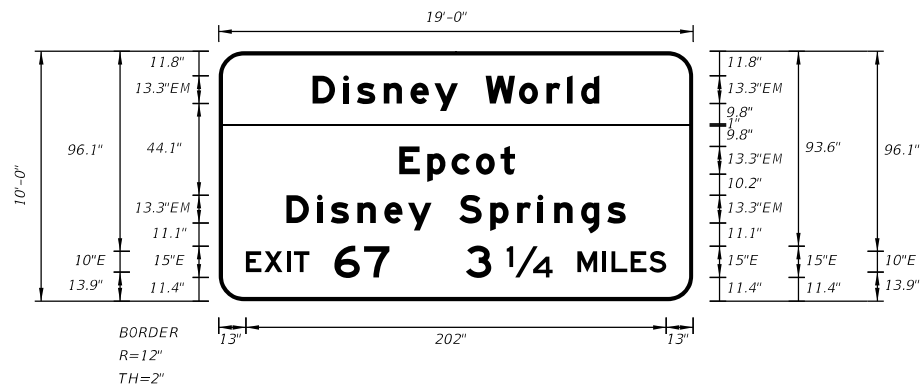 19'-0"
Disney World
Epcot
Disney Springs
EXIT 67 3 1/4 MILES
10'-0"
96.1"
10"E
13.9"
11.8"
13.3"EM
44.1"
13.3"EM
11.1"
15"E
11.4"
11.8"
13.3"EM
9.8"
1"
9.8"
13.3"EM
10.2"
13.3"EM
11.1"
15"E
11.4"
93.6"
15"E
11.4"
96.1"
10"E
13.9"
13"
202"
13"
BORDER
R=12"
TH=2"